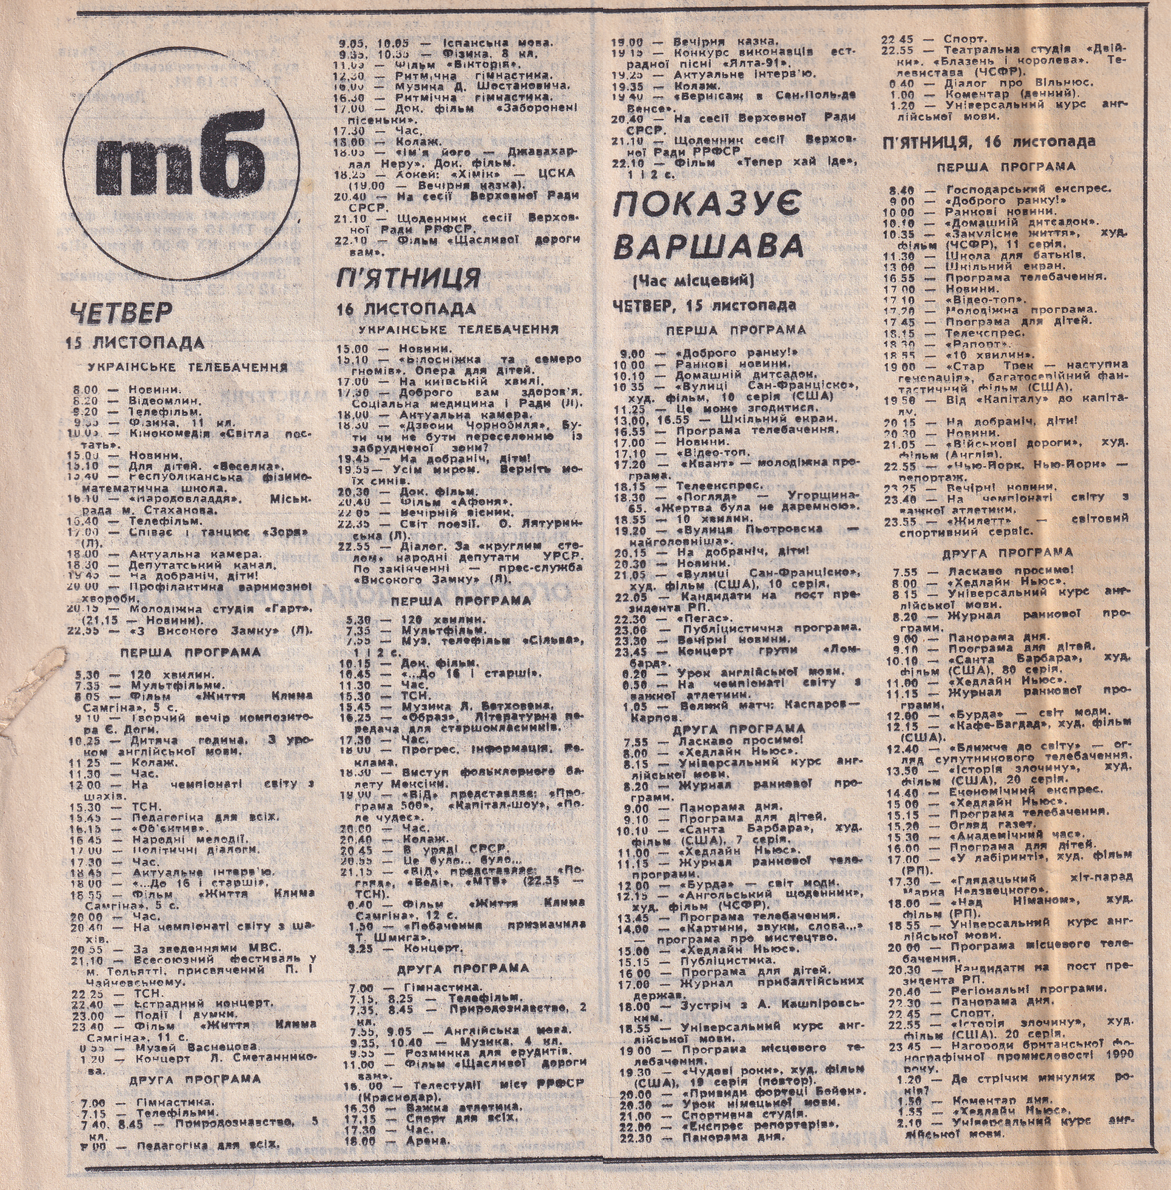 тб
ЧЕТВЕР
15 ЛИСТОПАДА
УКРАЇНСЬКЕ ТЕЛЕБАЧЕННЯ
8.00 — Новини.
8.20 — Відеомлин.
9.20 — Телефільм.
9.35 — Фізика, 11 кл.
10.05 — Кінокомедія «Світла пос-
тать».
15.00 — Новини.
15.10 — Для дітей. «Веселка».
15.40 — Республіканська фізико-
математична школа.
16.10 — «Народовладдя». Міськ-
рада м. Стаханова.
16.40 — Телефільм.
17.00 — Співає і танцює «Зоря»
(Л).
18.00 — Актуальна камера.
18.30 — Депутатський канал.
19.45 — На добраніч, діти!
20.00 — Профілактика варикозної
хвороби.
20.15 — Молодіжна студія «Гарт».
(21.15 — Новини).
22.55 — «З Високого Замку» (Л).
ПЕРША ПРОГРАМА
5.30 — 120 хвилин.
7.35 — Мультфільми.
8.05 — Фільм «Життя Клима
Самгіна», 5 с.
9.10 — Творчий вечір композито-
ра Є. Доги.
10.25 — Дитяча година. З уро-
ком англійської мови.
11.25 — Колаж.
11.30 — Час.
12.00 — На чемпіонаті світу з
шахів.
15.30 — ТСН.
15.45 — Педагогіка для всіх.
16.15 — «Об'єктив».
16.45 — Народні мелодії.
17.00 — Політичні діалоги.
17.30 — Час.
18.45 — Актуальне інтерв'ю.
18.00 — «...До 16 і старші».
18.55 — Фільм «Життя Клима
Самгіна», 5 с.
20.00 — Час.
20.40 — На чемпіонаті світу з ша-
хів.
20.55 — За зведеннями МВС.
21.10 — Всесоюзний фестиваль у
м. Тольятті, присвячений П. І
Чайковському.
22.25 — ТСН.
22.40 — Естрадний концерт.
23.00 — Події і думки.
23.40 — Фільм «Життя Клима
Самгіна», 11 с.
0.55 — Музей Васнецова.
1.20 — Концерт Л. Сметаннико-
ва.
ДРУГА ПРОГРАМА
7.00 — Гімнастика.
7.15 — Телефільми.
7.40, 8.45 — Природознавство, 5
кл.
8.00 — Педагогіка для всіх.
9.05, 10.05 — Іспанська мова.
9.35, 10.35 — Фізика. 8 кл.
11.05 — Фільм «Вікторія».
12.30 — Ритмічна гімнастика.
16.00 — Музика Д. Шостаковича.
16.30 — Ритмічна гімнастика.
17.00 — Док. фільм «Заборонені
пісеньки».
17.30 — Час.
18.00 — Колаж.
18.05 — «Ім'я його — Джавахар-
лал Неру». Док. фільм.
18.25 — Хокей: «Хімік» — ЦСКА
(19.00 — Вечірня казка).
20.40 — На сесії Верховної Ради
СРСР.
21.10 — Щоденник сесії Верхов-
ної Ради РРФСР.
22.10 — Фільм «Щасливої дороги
вам».
П'ЯТНИЦЯ
16 ЛИСТОПАДА
УКРАЇНСЬКЕ ТЕЛЕБАЧЕННЯ
15.00 — Новини.
15.10 — «Білосніжка та семеро
гномів». Опера для дітей.
17.00 — На київській хвилі.
17.30 — Доброго вам здоров'я.
Соціальна медицина і Ради (Л).
18.00 — Актуальна камера.
18.30 — «Дзвони Чорнобиля». Бу-
ти чи не бути переселенню із
забрудненої зони?
19.45 — На добраніч, діти!
19.55 — Усім миром. Верніть мо-
їх синів.
20.30 — Док. фільм.
20.40 — Фільм «Афоня».
22.05 — Вечірній вісник.
22.35 — Світ поезії. О. Лятурин-
ська (Л).
22.55 — Діалог. За «круглим сто-
лом» народні депутати УРСР.
По закінченні — прес-служба
«Високого Замку» (Л).
ПЕРША ПРОГРАМА
5.30 — 120 хвилин.
7.35 — Мультфільм.
7.55 — Муз. телефільм «Сільва»,
1 і 2 с.
10.15 — Док. фільм.
10.45 — «...До 16 і старші».
11.30 — Час.
15.30 — ТСН.
15.45 — Музика Л. Бетховена.
16.25 — «Образ». Літературна пе-
редача для старшокласників.
17.30 — Час.
18.00 — Прогрес. Інформація. Ре-
клама.
18.30 — Виступ фольклорного ба-
лету Мексіки.
19.00 — «ВІД» представляє: «Про-
грама 500», «Капітал-шоу», «По-
ле чудес».
20.00 — Час.
20.40 — Колаж.
20.45 — В уряді СРСР.
20.55 — Це було... було...
21.15 — «ВІД» представляє: «По-
гляд», «Веді», «МТВ» (22.55 —
ТСН).
0.40 — Фільм «Життя Клима
Самгіна», 12 с.
1.50 — «Побачення призначила
Т. Шмига».
3.25 — Концерт.
ДРУГА ПРОГРАМА
7.00 — Гімнастика.
7.15, 8.25 — Телефільм.
7.35, 8.45 — Природознавство, 2
кл.
7.55, 9.05 — Англійська мова.
9.35, 10.40 — Музика. 4 кл.
9.55 — Розминка для ерудитів.
11.00 — Фільм «Щасливої дороги
вам».
16.00 — Телестудії міст РРФСР
(Краснодар).
16.30 — Важка атлетика.
17.15 — Спорт для всіх.
17.30 — Час.
18.00 — Арена.
19.00 — Вечірня казка.
19.15 — Конкурс виконавців ест-
радної пісні «Ялта-91».
19.25 — Актуальне інтерв'ю.
19.35 — Колаж.
19.40 — «Вернісаж в Сен-Поль-де
Венсе».
20.40 — На сесії Верховної Ради
СРСР.
21.10 — Щоденник сесії Верхов-
ної Ради РРФСР
22.10 — Фільм «Тепер хай іде»,
1 і 2 с.
ПОКАЗУЄ
ВАРШАВА
(Час місцевий)
ЧЕТВЕР, 15 листопада
ПЕРША ПРОГРАМА
9.00 — «Доброго ранку!»
10.00 — Ранкові новини.
10.10 — Домашній дитсадок.
10.35 — «Вулиці Сан-Франціско»,
худ. фільм, 10 серія (США)
11.25 — Це може згодитися.
13.00, 16.55 — Шкільний екран.
16.55 — Програма телебачення.
17.00 — Новини.
17.10 — «Відео-топ».
17.20 — «Квант» — молодіжна про-
грама.
18.15 — Телеекспрес.
18.30 — «Погляд» — Угорщина-
65. «Жертва була не даремною».
18.55 — 10 хвилин.
19.20 — Вулиця Пьотровська —
найголовніша».
20.15 — На добраніч, діти!
20.30 — Новини.
21.05 — «Вулиці Сан-Франціско»,
худ. фільм (США), 10 серія.
22.05 — Кандидати на пост пре-
зидента РП.
22.30 — «Пегас».
23.00 — Публіцистична програма.
23.30 — Вечірні новини.
23.45 — Концерт групи «Лом-
бард».
0.20 — Урок англійської мови.
0.50 — На чемпіонаті світу з
важкої атлетики.
1.05 — Великий матч: Каспаров—
Карпов.
ДРУГА ПРОГРАМА
7.55 — Ласкаво просимо!
8.00 — «Хедлайн Ньюс».
8.15 — Універсальний курс анг-
лійської мови.
8.20 — Журнал ранкової про-
грами.
9.00 — Панорама дня.
9.10 — Програма для дітей.
10.10 — «Санта Барбара», худ.
фільм (США), 7 серія.
11.00 — «Хедлайн Ньюс».
11.15 — Журнал ранкової теле-
програми.
12.00 — «Бурда» — світ моди.
12.15 — «Ангольський щоденник»,
худ. фільм (ЧСФР).
13.45 — Програма телебачення.
14.00 — «Картини, звуки, слова...»
— програма про мистецтво.
15.00 — «Хедлайн Ньюс».
15.15 — Публіцистика.
16.00 — Програма для дітей.
17.00 — Журнал прибалтійських
держав.
18.00 — Зустріч з А. Кашпіровсь-
ким.
18.55 — Універсальний курс анг-
лійської мови.
19.00 — Програма місцевого те-
лебачення.
19.30 — «Чудові роки», худ. фільм
(США), 19 серія (повтор).
20.00 — «Привиди фортеці Бойен».
20.30 — Урок німецької мови.
21.00 — Спортивна студія.
22.00 — «Експрес репортерів».
22.30 — Панорама дня.
22.45 — Спорт.
22.55 — Театральна студія «Двій-
ки». «Блазень і королева». Те-
левистава (ЧСФР).
0.40 — Діалог про Вільнюс.
1.00 — Коментар (денний).
1.20 — Універсальний курс анг-
лійської мови.
П'ЯТНИЦЯ, 16 листопада
ПЕРША ПРОГРАМА
8.40 — Господарський експрес.
9.00 — «Доброго ранку!»
10.00 — Ранкові новини.
10.10 — «Домашній дитсадок».
10.35 — «Закулісне життя», худ.
фільм (ЧСФР), 11 серія.
11.30 — Школа для батьків.
13.00 — Шкільний екран.
16.55 — Програма телебачення.
17.00 — Новини.
17.10 — «Відео-топ».
17.20 — Молодіжна програма.
17.45 — Програма для дітей.
18.15 — Телеекспрес.
18.30 — «Рапорт».
18.55 — «10 хвилин».
19.00 — «Стар Трек — наступна
генерація», багатосерійний фан-
тастичний фільм (США).
19.50 — Від «Капіталу» до капіта-
лу.
20.15 — На добраніч, діти!
20.30 — Новини.
21.05 — «Військові дороги», худ.
фільм (Англія).
22.55 — «Нью-Йорк, Нью-Йорк» —
репортаж.
23.25 — Вечірні новини.
23.40 — На чемпіонаті світу з
важкої атлетики.
23.55 — «Жилетт» — світовий
спортивний сервіс.
ДРУГА ПРОГРАМА
7.55 — Ласкаво просимо!
8.00 — «Хедлайн Ньюс».
8.15 — Універсальний курс анг-
лійської мови.
8.20 — Журнал ранкової про-
грами.
9.00 — Панорама дня.
9.10 — Програма для дітей.
10.10 — «Санта Барбара», худ.
фільм (США), 80 серія.
11.00 — «Хедлайн Ньюс».
11.15 — Журнал ранкової про-
грами.
12.00 — «Бурда» — світ моди.
12.15 — «Кафе-Багдад», худ. фільм
(США).
12.40 — «Ближче до світу» — ог-
ляд супутникового телебачення.
13.50 — «Історія злочину», худ.
фільм (США), 20 серія.
14.40 — Економічний експрес.
15.00 — «Хедлайн Ньюс».
15.15 — Програма телебачення.
15.20 — Огляд газет.
15.30 — «Академічний час».
16.00 — Програма для дітей.
17.00 — «У лабіринті», худ. фільм
(РП).
17.30 — «Глядацький хіт-парад
Марка Недзвецкого».
18.00 — «Над Німаном», худ.
фільм (РП).
18.55 — Універсальний курс анг-
лійської мови.
20.00 — Програма місцевого теле-
бачення.
20.30 — Кандидати на пост пре-
зидента РП.
20.40 — Регіональні програми.
22.30 — Панорама дня.
22.45 — Спорт.
22.55 — «Історія злочину», худ.
фільм (США), 20 серія.
23.45 — Нагороди британської фо-
нографічної промисловості 1990
року.
1.20 — Де стрічки минулих ро-
ків?
1.50 — Коментар дня.
1.55 — «Хедлайн Ньюс».
2.10 — Універсальний курс анг-
лійської мови.